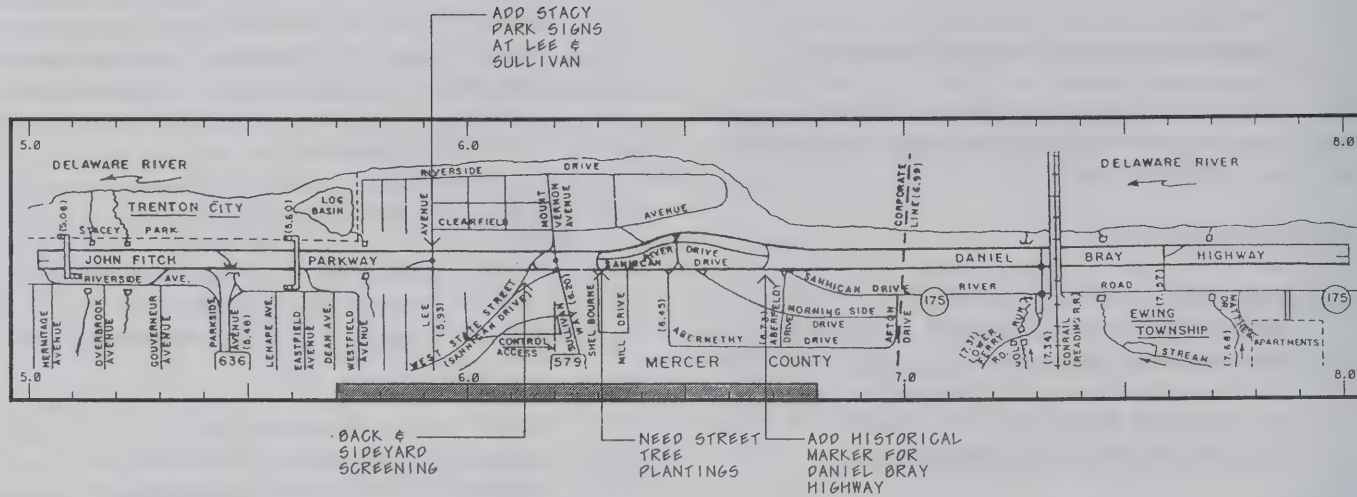 ADD STACY
PARK SIGNS
AT LEE &
SULLIVAN
5.0
6.0
8.0
DELAWARE RIVER
TRENTON CITY
(5.06)
STACEY PARK
(5.60)
LOG
BASIN
RIVERSIDE DRIVE
CLEARFIELD AVENUE
MOUNT
VERNON
AVENUE
CORPORATE
LINE (6.99)
DELAWARE RIVER
JOHN FITCH PARKWAY
RIVERSIDE AVE.
SANHICAN
RIVER
DRIVE
DRIVE
DANIEL BRAY HIGHWAY
RIVER ROAD
SANHICAN DRIVE
175
175
HERMITAGE
AVENUE
OVERBROOK
AVENUE
GOUVERNEUR
AVENUE
PARKSIDE
AVENUE
(5.48)
636
LENAPE AVE.
EASTFIELD
AVENUE
DEAN AVE.
WESTFIELD
AVENUE
LEE AVENUE
(5.93)
WEST STATE STREET
(SANHICAN DRIVE)
CONTROL
ACCESS
SULLIVAN WAY
(6.20)
579
SHELBOURNE
MILL DRIVE
(6.45)
ABERNETHY DRIVE
(6.73)
ABERFELDY
DRIVE
MORNING SIDE
DRIVE
AFTON
DRIVE
MERCER COUNTY
(7.31)
LOWER
FERRY
RD.
GOLD RUN
(7.34)
CONRAIL
(READING R.R.)
(7.57)
EWING
TOWNSHIP
STREAM
(7.68)
APARTMENTS
5.0
6.0
7.0
8.0
BACK &
SIDEYARD
SCREENING
NEED STREET
TREE
PLANTINGS
ADD HISTORICAL
MARKER FOR
DANIEL BRAY
HIGHWAY